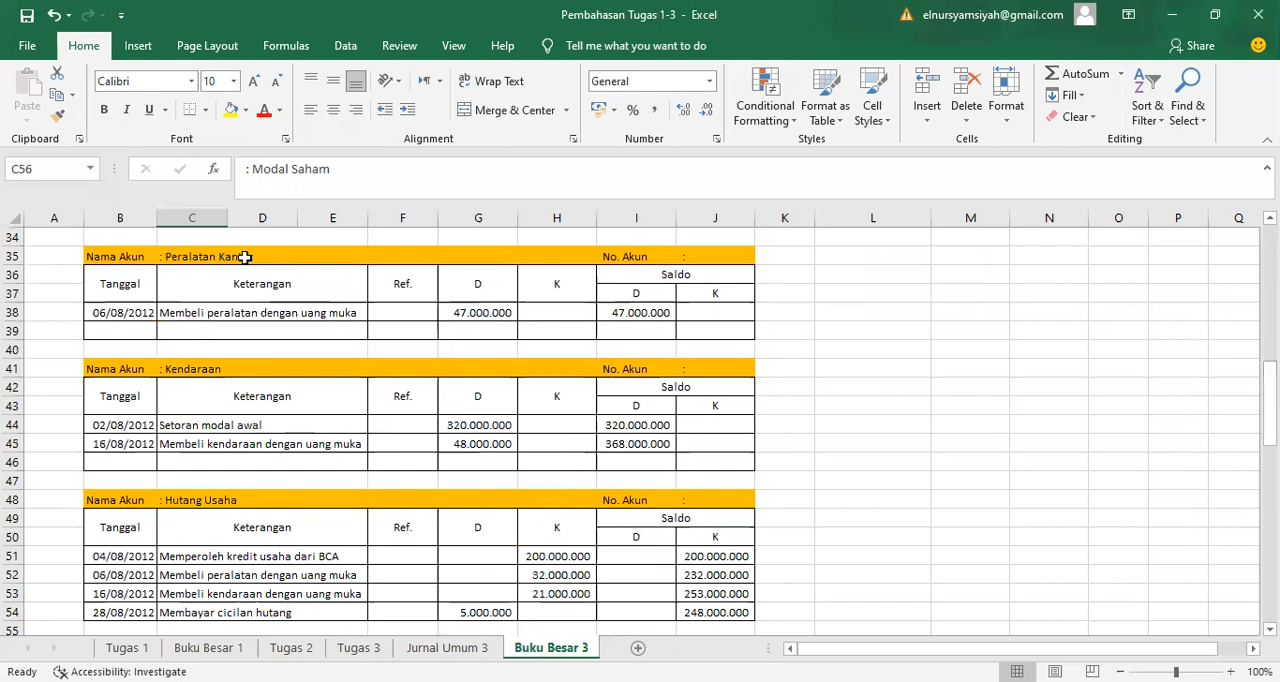 Pembahasan Tugas 1-3 - Excel
elnursyamsiyah@gmail.com
File Home Insert Page Layout Formulas Data Review View Help Tell me what you want to do Share
Paste
Calibri 10
B I U A
Wrap Text
Merge & Center
General
Conditional Formatting
Format as Table
Cell Styles
Insert Delete Format
AutoSum
Fill
Clear
Sort & Filter
Find & Select
Clipboard Font Alignment Number Styles Cells Editing
C56 fx : Modal Saham
A B C D E F G H I J K L M N O P Q
34
35 Nama Akun : Peralatan No. Akun :
36 Tanggal Keterangan Ref. D K Saldo
37 D K
38 06/08/2012 Membeli peralatan dengan uang muka 47.000.000 47.000.000
39
40
41 Nama Akun : Kendaraan No. Akun :
42 Tanggal Keterangan Ref. D K Saldo
43 D K
44 02/08/2012 Setoran modal awal 320.000.000 320.000.000
45 16/08/2012 Membeli kendaraan dengan uang muka 48.000.000 368.000.000
46
47
48 Nama Akun : Hutang Usaha No. Akun :
49 Tanggal Keterangan Ref. D K Saldo
50 D K
51 04/08/2012 Memperoleh kredit usaha dari BCA 200.000.000 200.000.000
52 06/08/2012 Membeli peralatan dengan uang muka 32.000.000 232.000.000
53 16/08/2012 Membeli kendaraan dengan uang muka 21.000.000 253.000.000
54 28/08/2012 Membayar cicilan hutang 5.000.000 248.000.000
55
Tugas 1 Buku Besar 1 Tugas 2 Tugas 3 Jurnal Umum 3 Buku Besar 3
Ready Accessibility: Investigate 100%